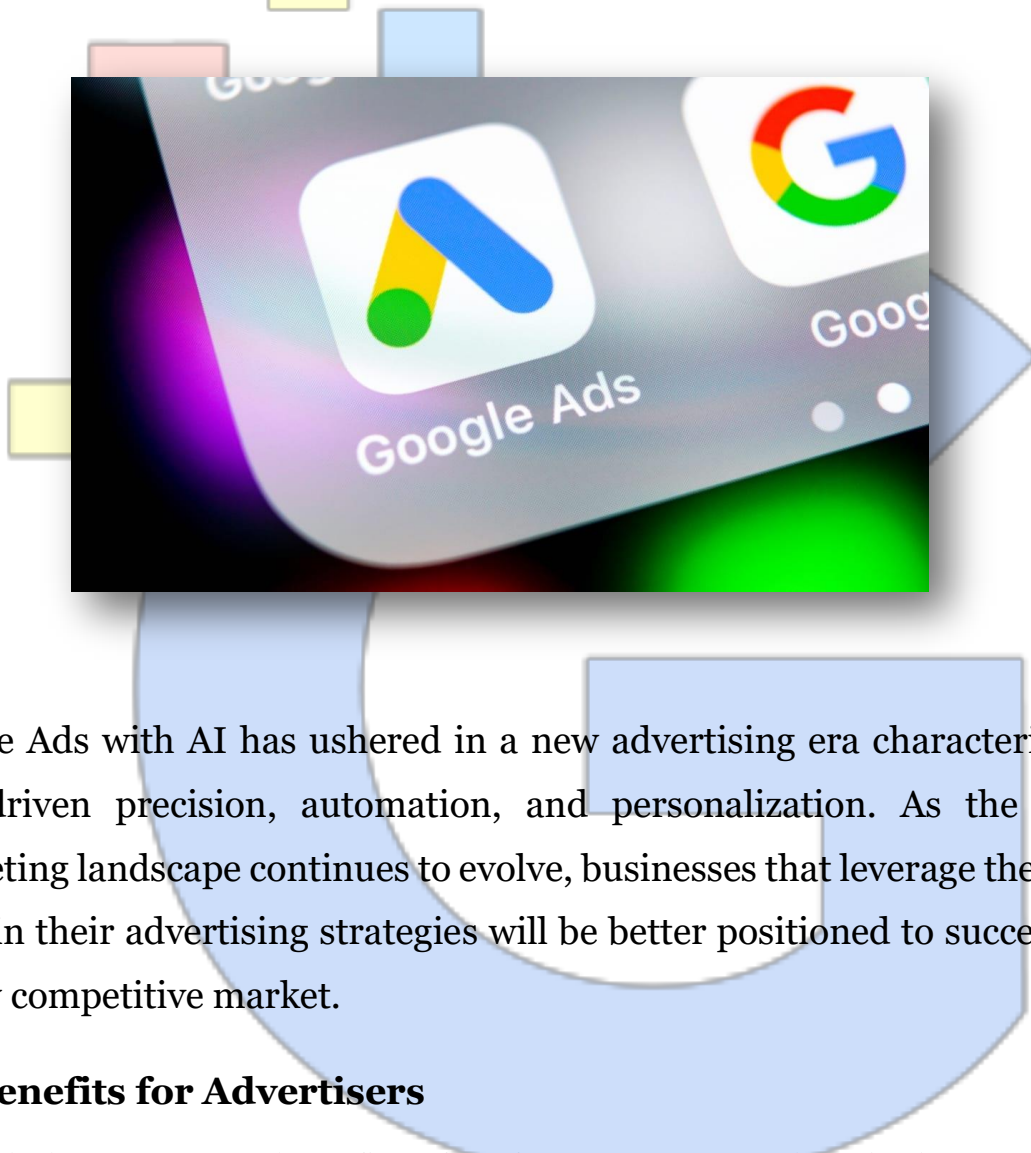 Google Ads
e Ads with AI has ushered in a new advertising era characteri
driven precision, automation, and personalization. As the
eting landscape continues to evolve, businesses that leverage the
in their advertising strategies will be better positioned to succe
competitive market.
enefits for Advertisers